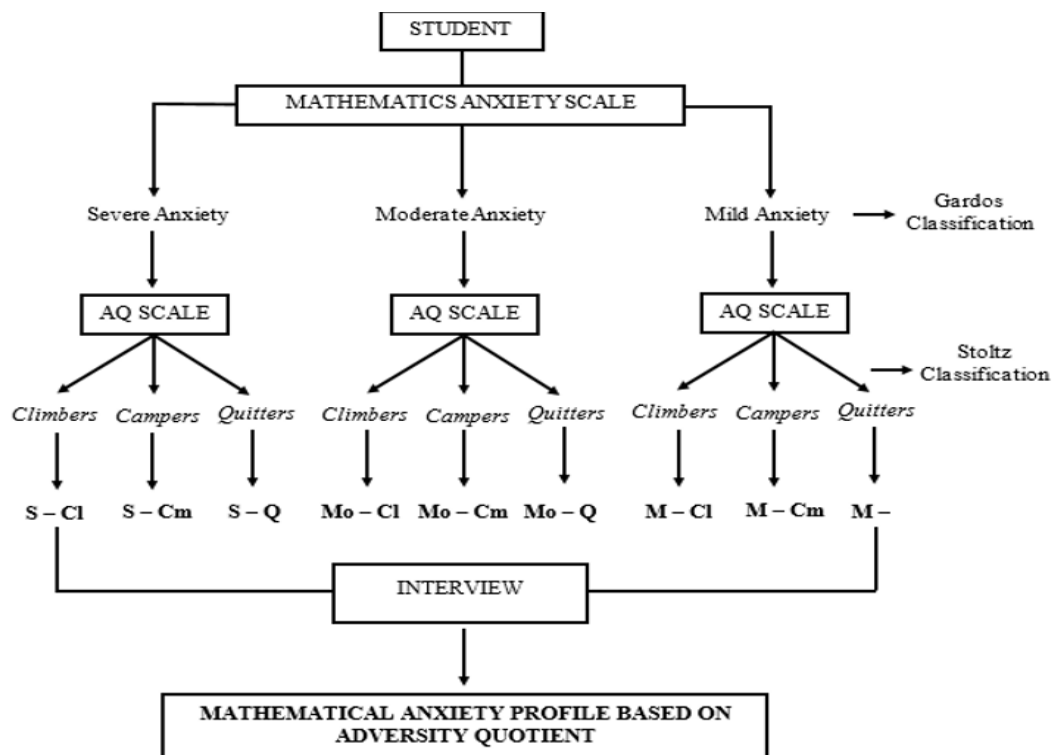 STUDENT
MATHEMATICS ANXIETY SCALE
Severe Anxiety
Moderate Anxiety
Mild Anxiety
Gardos
Classification
AQ SCALE
AQ SCALE
AQ SCALE
Stoltz
Classification
Climbers
Campers
Quitters
Climbers
Campers
Quitters
Climbers
Campers
Quitters
S – Cl
S – Cm
S – Q
Mo – Cl
Mo – Cm
Mo – Q
M – Cl
M – Cm
M –
INTERVIEW
MATHEMATICAL ANXIETY PROFILE BASED ON
ADVERSITY QUOTIENT